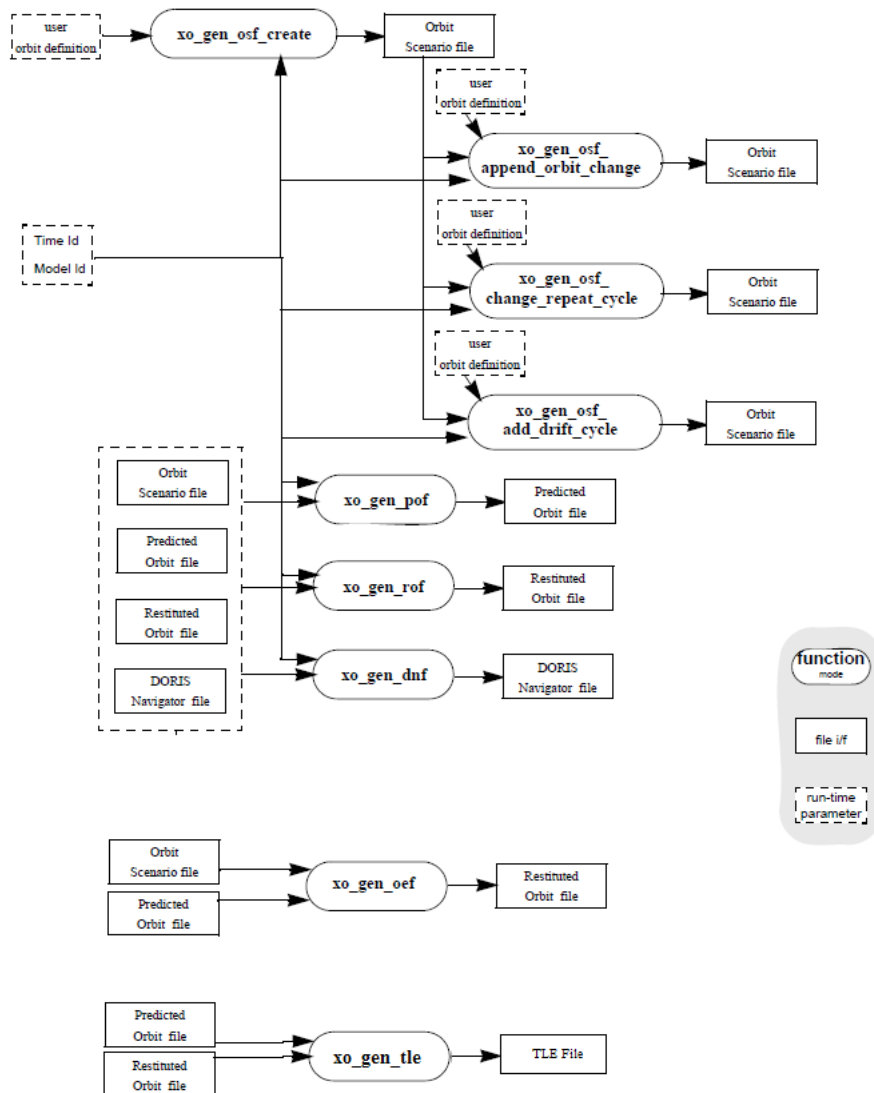 user
orbit definition
xo_gen_osf_create
Orbit
Scenario file
user
orbit definition
xo_gen_osf_
append_orbit_change
Orbit
Scenario file
Time Id
Model Id
user
orbit definition
xo_gen_osf_
change_repeat_cycle
Orbit
Scenario file
user
orbit definition
xo_gen_osf_
add_drift_cycle
Orbit
Scenario file
Orbit
Scenario file
Predicted
Orbit file
Restituted
Orbit file
DORIS
Navigator file
xo_gen_pof
Predicted
Orbit file
xo_gen_rof
Restituted
Orbit file
xo_gen_dnf
DORIS
Navigator file
function
mode
file i/f
run-time
parameter
Orbit
Scenario file
Predicted
Orbit file
xo_gen_oef
Restituted
Orbit file
Predicted
Orbit file
Restituted
Orbit file
xo_gen_tle
TLE File